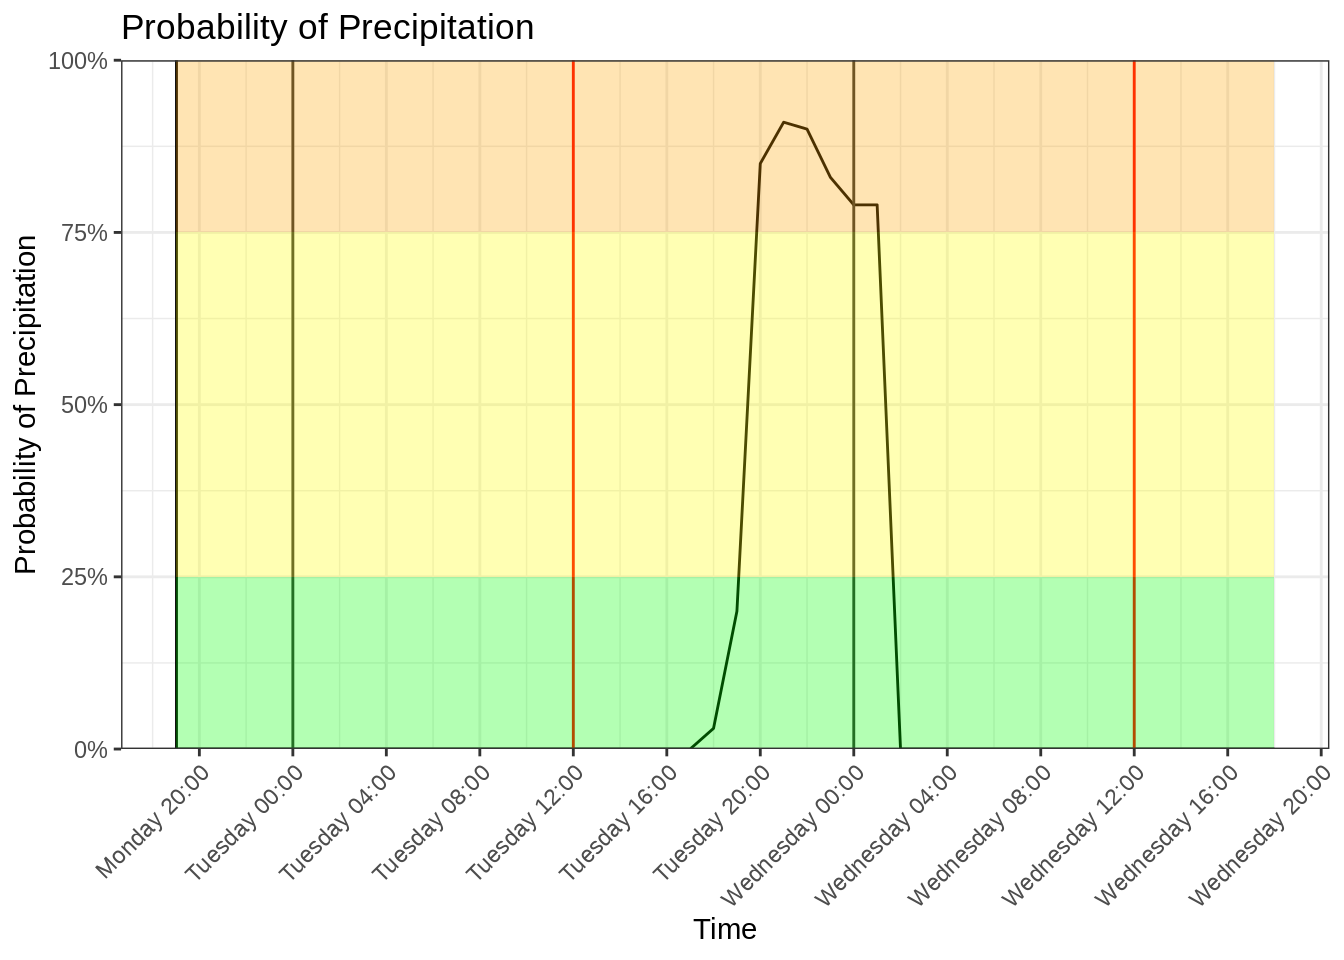 Probability of Precipitation
Probability of Precipitation
100%
75%
50%
25%
0%
Monday 20:00
Tuesday 00:00
Tuesday 04:00
Tuesday 08:00
Tuesday 12:00
Tuesday 16:00
Tuesday 20:00
Wednesday 00:00
Wednesday 04:00
Wednesday 08:00
Wednesday 12:00
Wednesday 16:00
Wednesday 20:00
Time